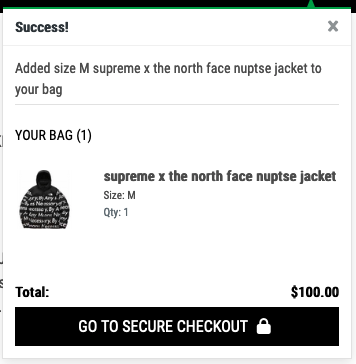 Success!
×
Added size M supreme x the north face nuptse jacket to
your bag
YOUR BAG (1)
supreme x the north face nuptse jacket
Size: M
Qty: 1
Total: $100.00
GO TO SECURE CHECKOUT